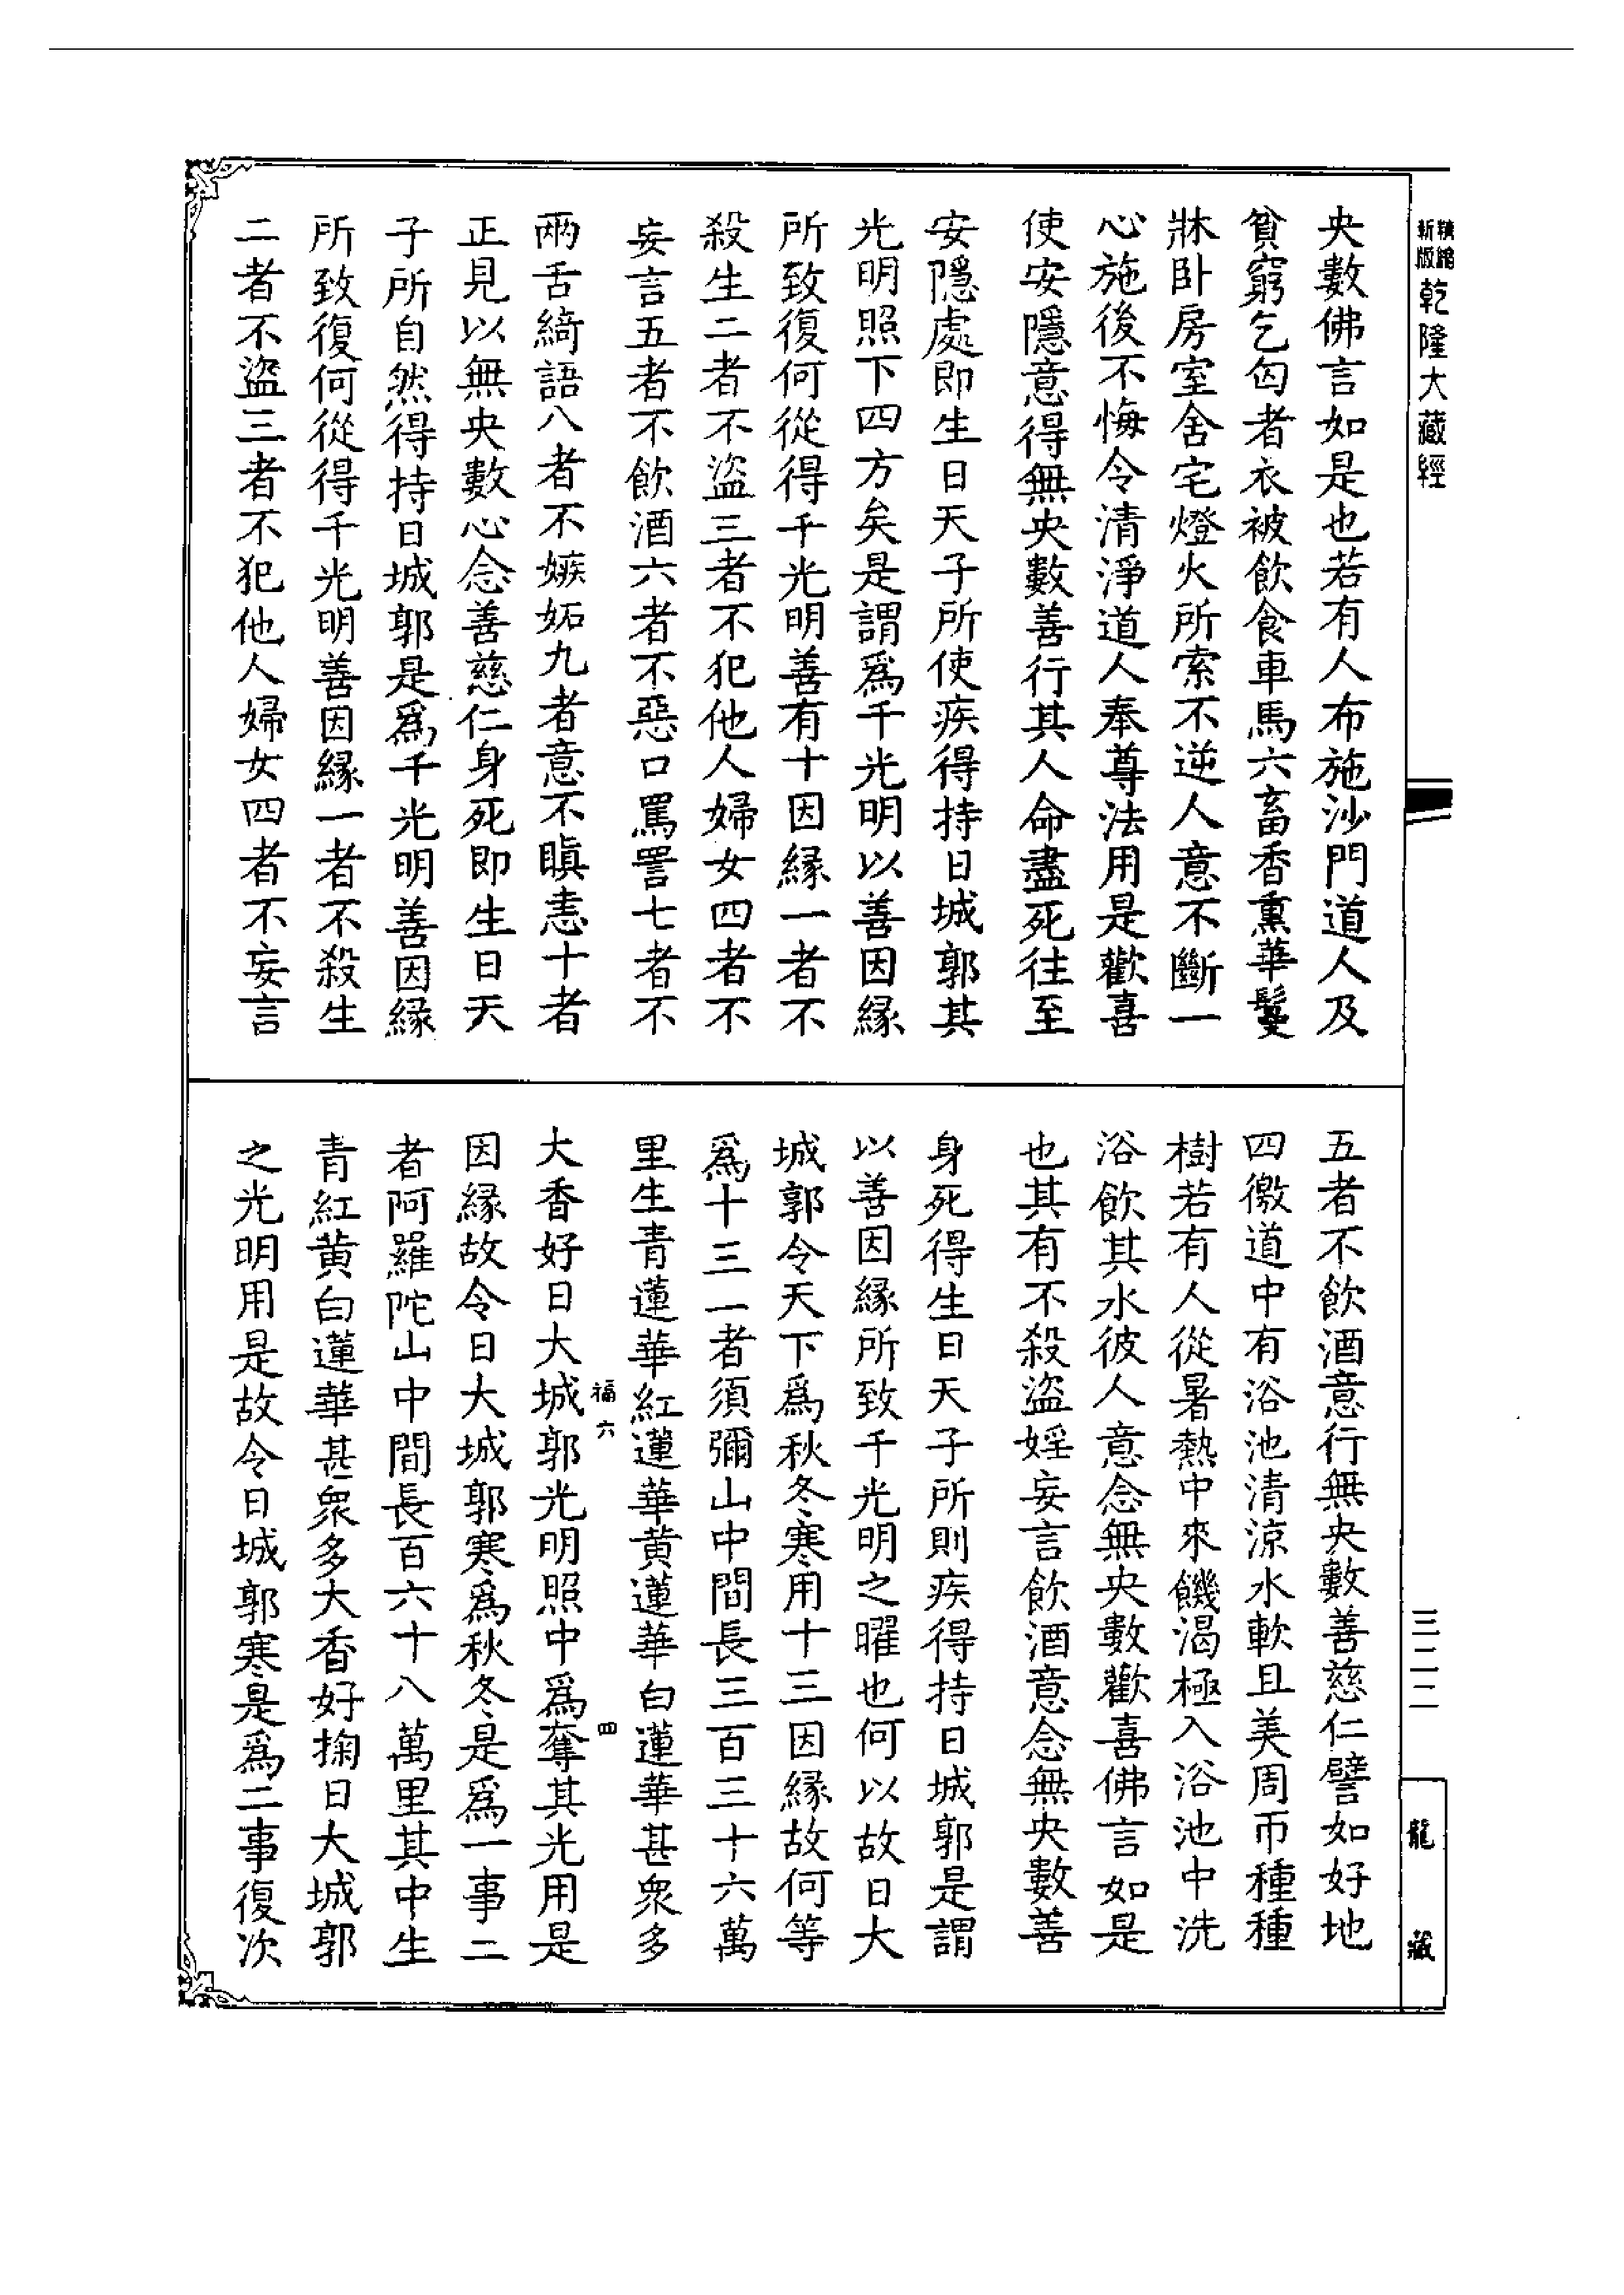 精縮
新版
乾隆大藏經
央數佛言如是也若有人布施沙門道人及
貧窮乞匃者衣被飲食車馬六畜香熏華鬘
牀臥房室舍宅燈火所索不逆人意不斷一
心施後不悔令清淨道人奉尊法用是歡喜
使安隱意得無央數善行其人命盡死往至
安隱處即生日天子所使疾得持日城郭其
光明照下四方矣是謂爲千光明以善因緣
所致復何從得千光明善有十因緣一者不
殺生二者不盜三者不犯他人婦女四者不
妄言五者不飲酒六者不惡口罵詈七者不
兩舌綺語八者不嫉妬九者意不瞋恚十者
正見以無央數心念善慈仁身死即生日天
子所自然得持日城郭是爲千光明善因緣
所致復何從得千光明善因緣一者不殺生
二者不盜三者不犯他人婦女四者不妄言
五者不飲酒意行無央數善慈仁譬如好地
四徼道中有浴池清涼水軟且美周帀種種
樹若有人從暑熱中來饑渴極入浴池中洗
浴飲其水彼人意念無央數歡喜佛言如是
也其有不殺盜婬妄言飲酒意念無央數善
身死得生日天子所則疾得持日城郭是謂
以善因緣所致千光明之曜也何以故日大
城郭令天下爲秋冬寒用十三因緣故何等
爲十三一者須彌山中間長三百三十六萬
里生青蓮華紅蓮華黃蓮華白蓮華甚衆多
大香好日大城郭光明照中爲奪其光用是
因緣故令日大城郭寒爲秋冬是爲一事二
者阿羅陀山中間長百六十八萬里其中生
青紅黃白蓮華甚衆多大香好掬日大城郭
之光明用是故令日城郭寒是爲二事復次
福六
四
三二二
龍藏